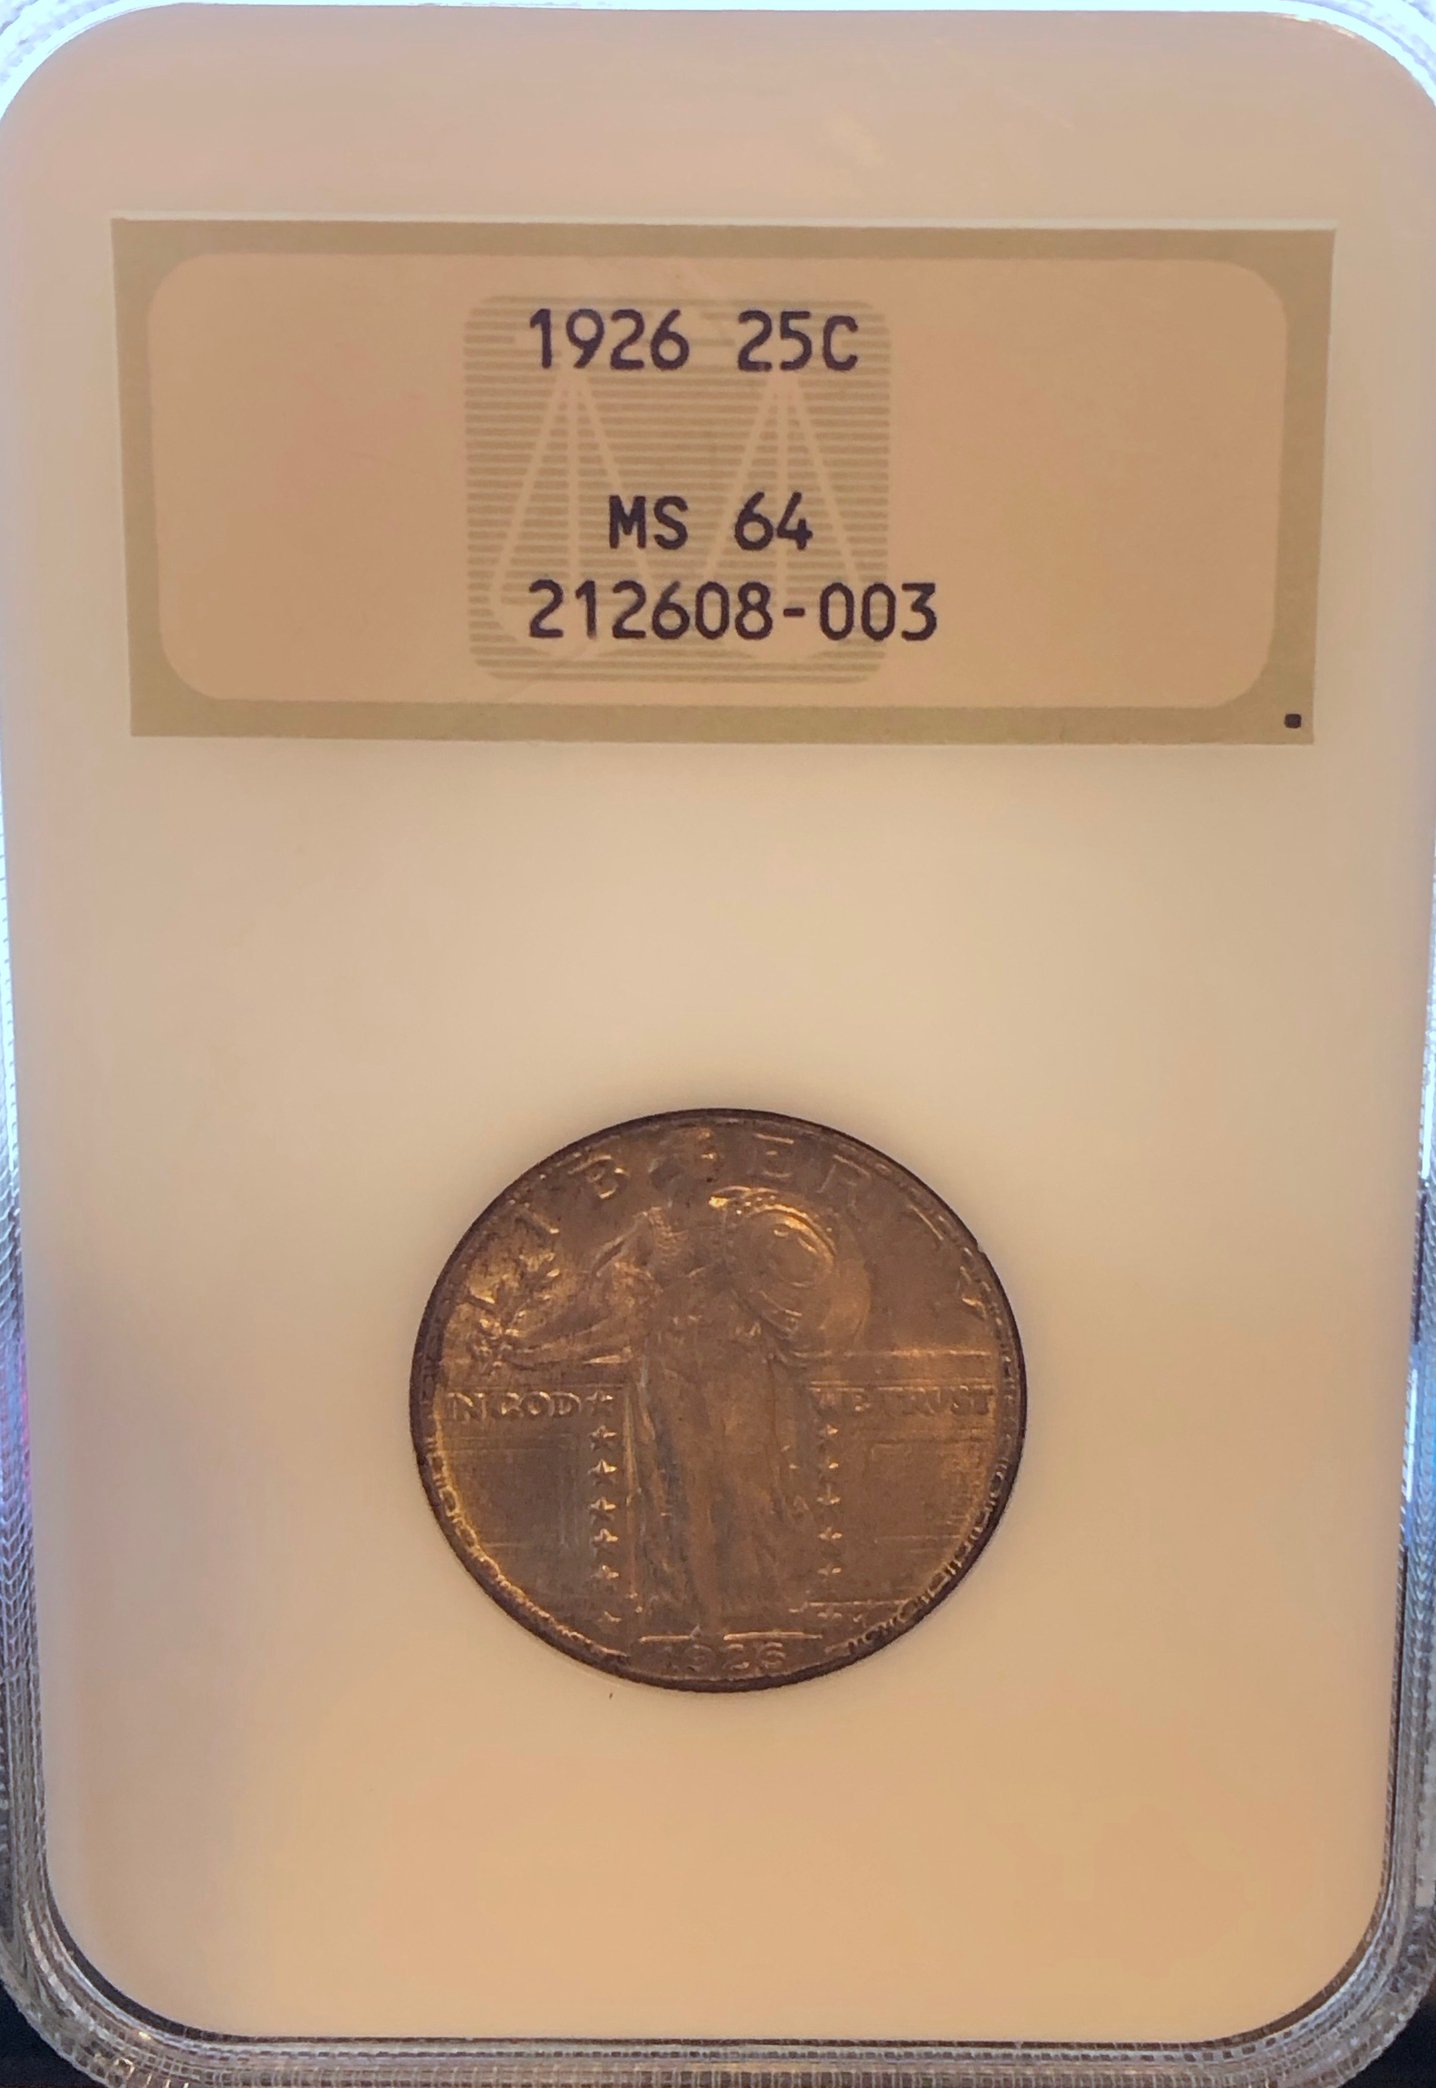 1926 25C
MS 64
212608-003
LIBERTY
IN GOD WE TRUST
1926